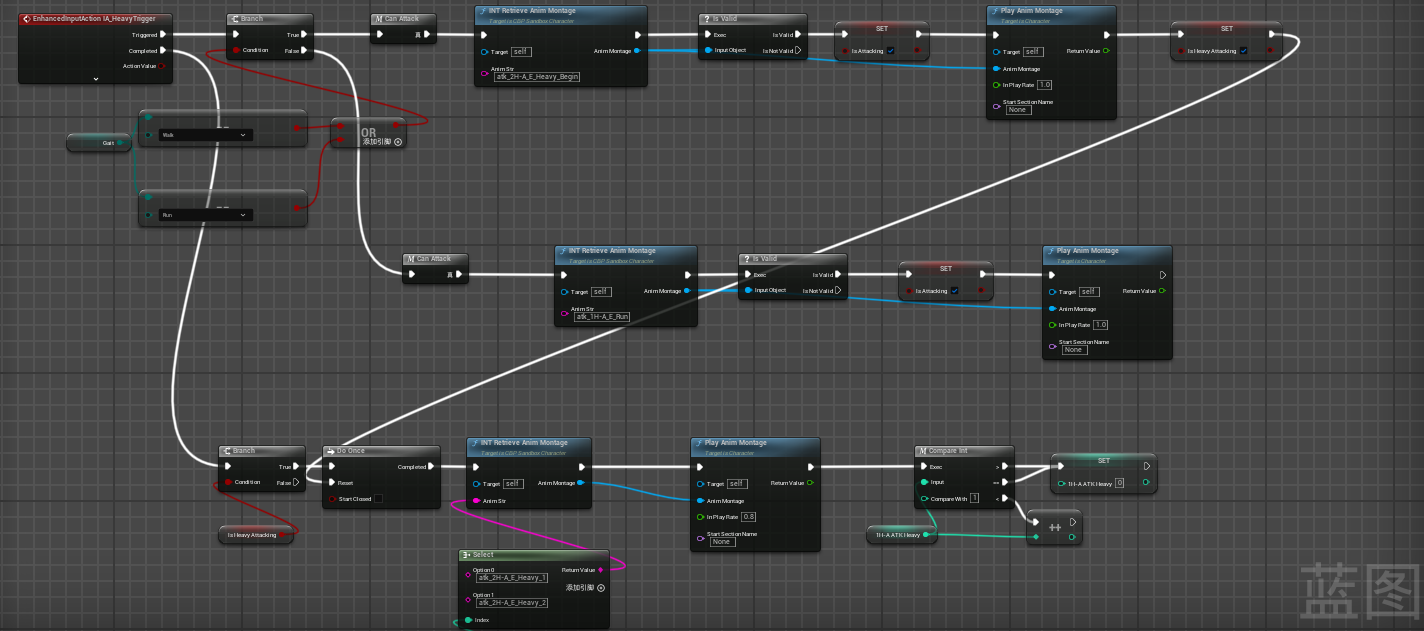 EnhancedInputAction IA_HeavyTrigger
Triggered
Completed
Action Value
Branch
True
Condition
False
Can Attack
真
INT Retrieve Anim Montage
Target is CBP Sandbox Character
Target
self
Anim Montage
Anim Str
atk_2H-A_E_Heavy_Begin
Is Valid
Exec
Is Valid
Input Object
Is Not Valid
SET
Is Attacking
Play Anim Montage
Target is Character
Target
self
Return Value
Anim Montage
In Play Rate
1.0
Start Section Name
None
SET
Is Heavy Attacking
Gait
Walk
Run
OR
添加引脚
Can Attack
真
INT Retrieve Anim Montage
Target is CBP Sandbox Character
Target
self
Anim Montage
Anim Str
atk_1H-A_E_Run
Is Valid
Exec
Is Valid
Input Object
Is Not Valid
SET
Is Attacking
Play Anim Montage
Target is Character
Target
self
Return Value
Anim Montage
In Play Rate
1.0
Start Section Name
None
Branch
True
Condition
False
Is Heavy Attacking
Do Once
Completed
Reset
Start Closed
INT Retrieve Anim Montage
Target is CBP Sandbox Character
Target
self
Anim Montage
Anim Str
Select
Option 0
Return Value
atk_2H-A_E_Heavy_1
添加引脚
Option 1
atk_2H-A_E_Heavy_2
Index
Play Anim Montage
Target is Character
Target
self
Return Value
Anim Montage
In Play Rate
0.8
Start Section Name
None
Compare Int
Exec
>
Input
==
Compare With
1
<
TH-A ATK Heavy
SET
TH-A ATK Heavy
0
++
蓝图